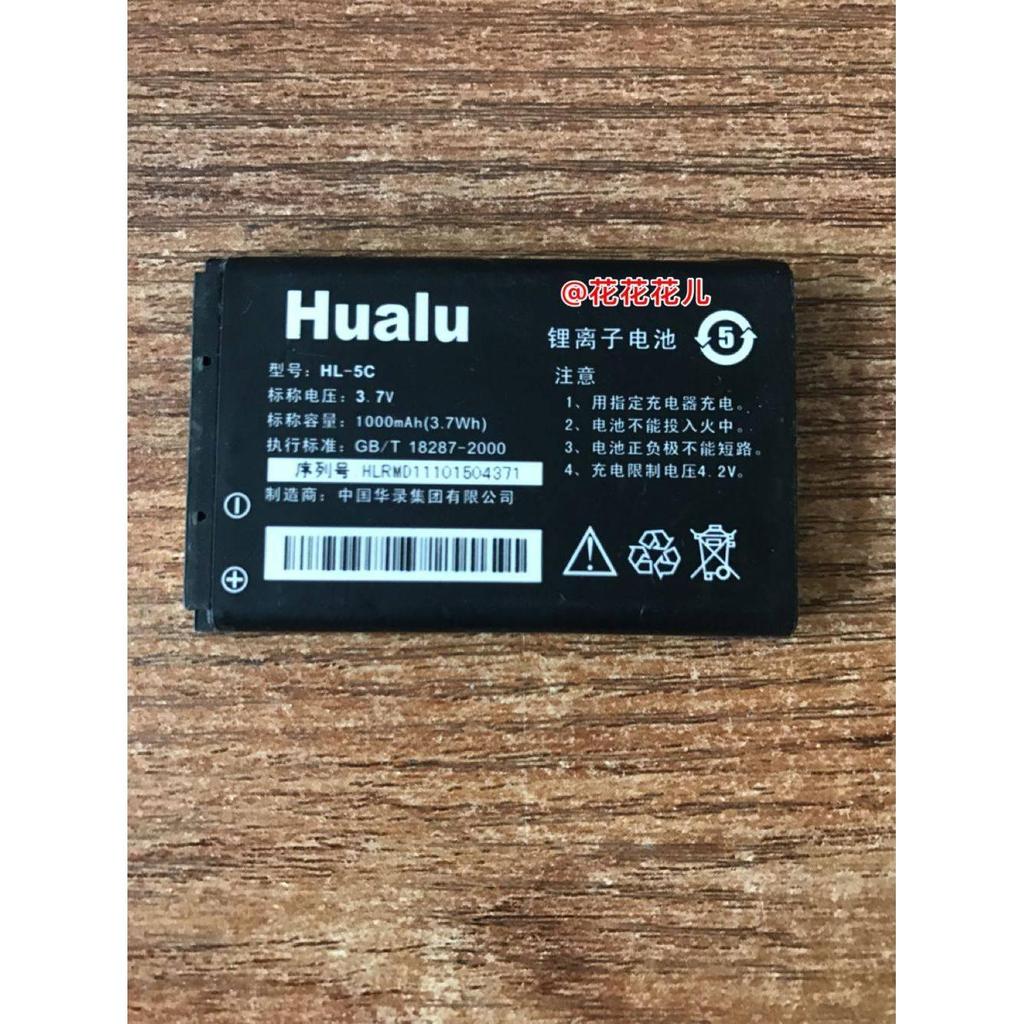 Hualu
型号：HL-5C
标称电压：3.7V
标称容量：1000mAh(3.7Wh)
执行标准：GB/T 18287-2000
序列号 HLRMD11101504371
制造商：中国华录集团有限公司
@花花花儿
锂离子电池 5
注意
1、用指定充电器充电。
2、电池不能投入火中。
3、电池正负极不能短路。
4、充电限制电压4.2V。